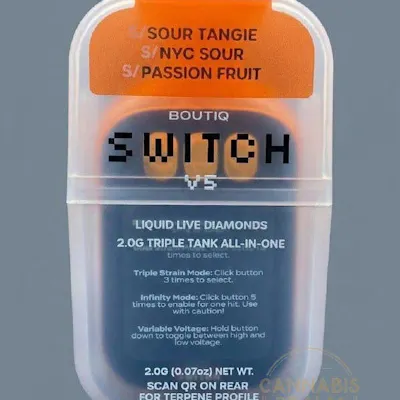 S/SOUR TANGIE
S/NYC SOUR
S/PASSION FRUIT
BOUTIQ
SWITCH
V5
LIQUID LIVE DIAMONDS
2.0G TRIPLE TANK ALL-IN-ONE
times to select.
Triple Strain Mode: Click button
3 times to select.
Infinity Mode: Click button 5
times to enable for one hit. Use
with caution!
Variable Voltage: Hold button
down to toggle between high and
low voltage.
2.0G (0.07oz) NET WT.
SCAN QR ON REAR
FOR TERPENE PROFILE
CANNABIS